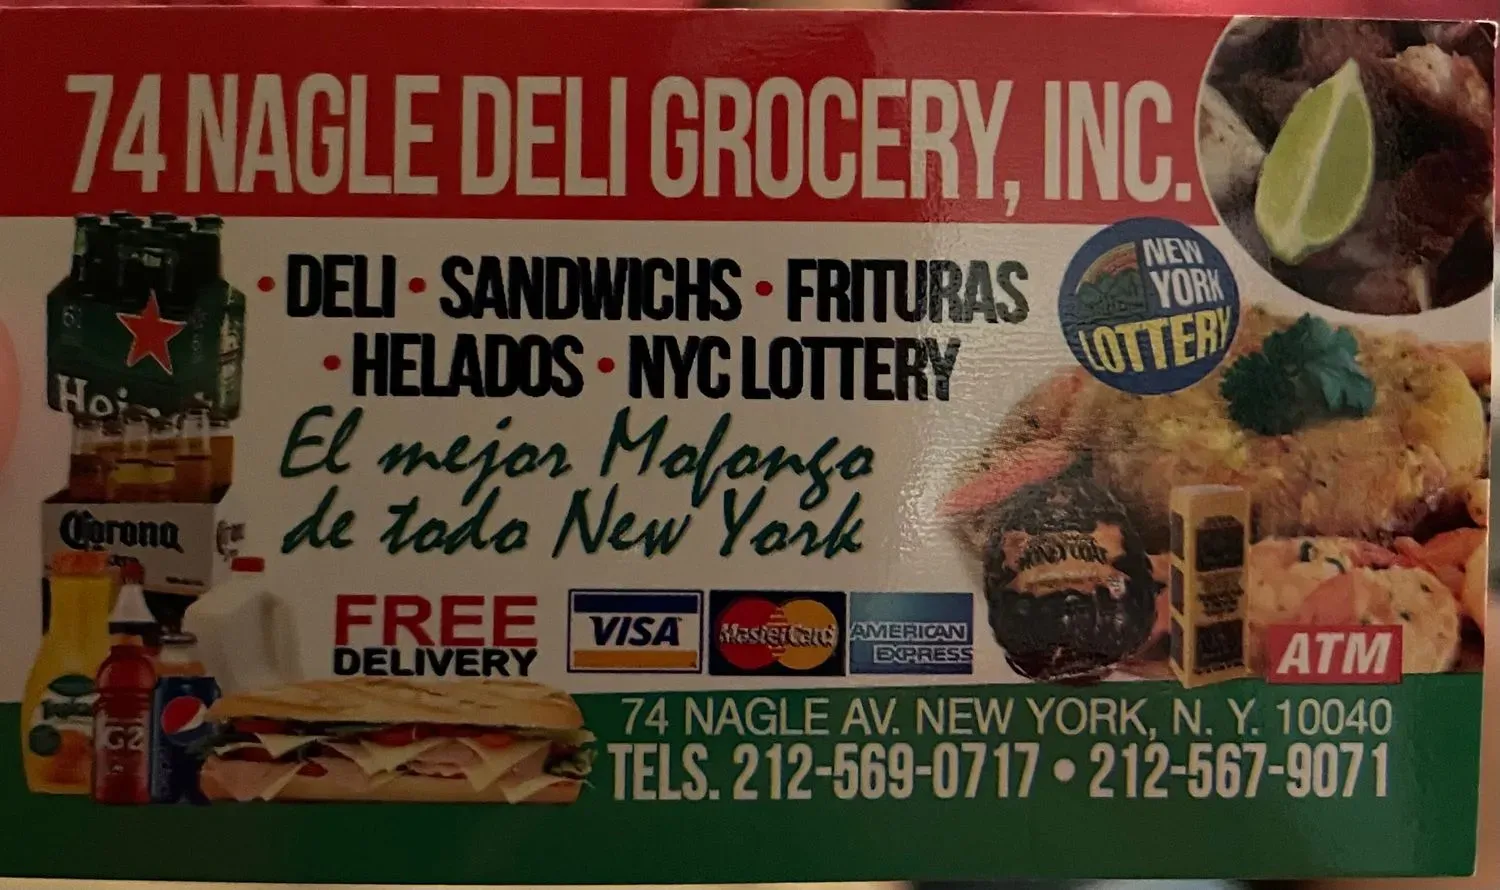 74 NAGLE DELI GROCERY, INC.
• DELI • SANDWICHS • FRITURAS
• HELADOS • NYC LOTTERY
NEW
YORK
LOTTERY
El mejor Mofongo
de todo New York
Corona
G2
FREE
DELIVERY
VISA
MasterCard
AMERICAN
EXPRESS
ATM
74 NAGLE AV. NEW YORK, N. Y. 10040
TELS. 212-569-0717 • 212-567-9071